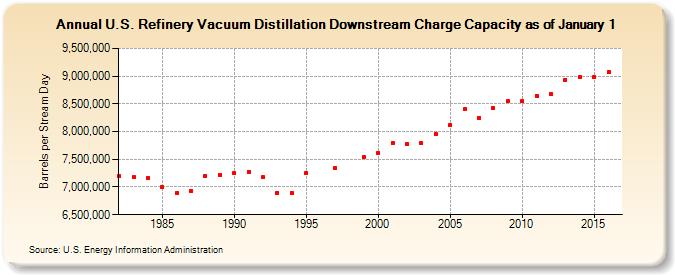 Annual U.S. Refinery Vacuum Distillation Downstream Charge Capacity as of January 1
Barrels per Stream Day
9,500,000
9,000,000
8,500,000
8,000,000
7,500,000
7,000,000
6,500,000
1985 1990 1995 2000 2005 2010 2015
Source: U.S. Energy Information Administration